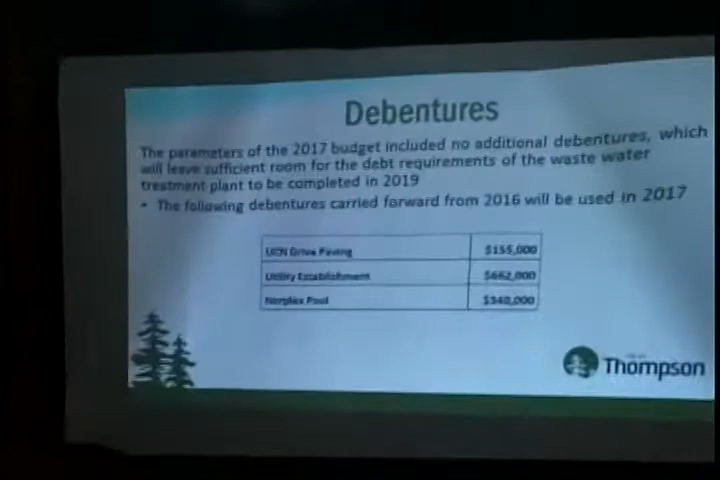 Debentures
The parameters of the 2017 budget included no additional debentures, which
will leave sufficient room for the debt requirements of the waste water
treatment plant to be completed in 2019
• The following debentures carried forward from 2016 will be used in 2017
UCN Drive Paving $155,000
Utility Establishment $662,000
Norplex Pool $340,000
Thompson